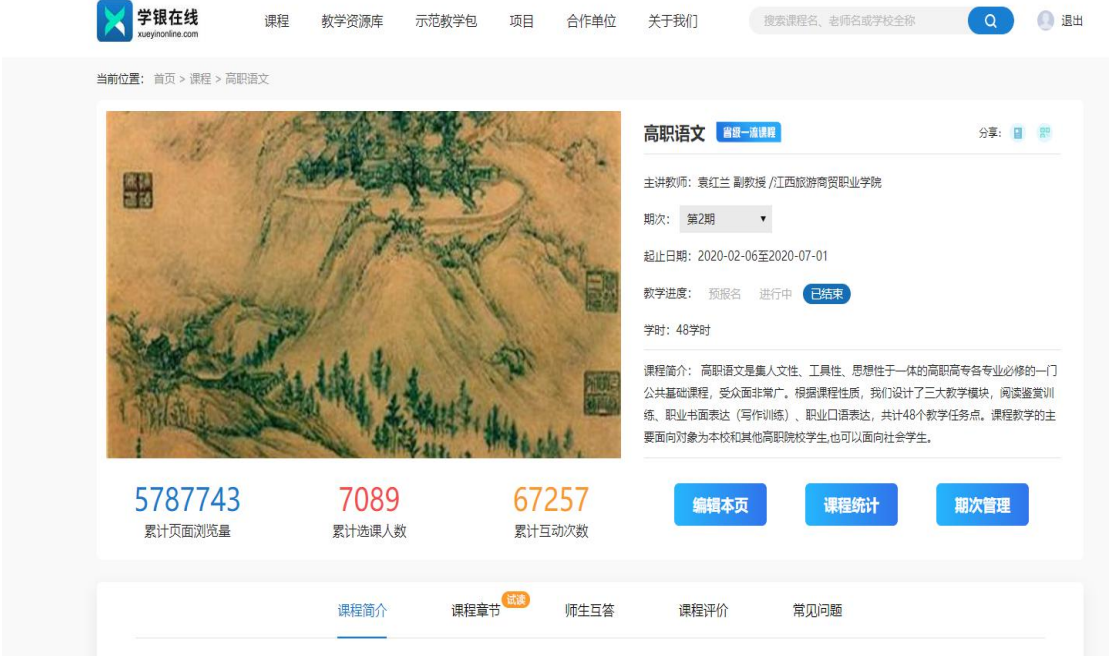 学银在线
xueyinonline.com
课程 教学资源库 示范教学包 项目 合作单位 关于我们 搜索课程名、老师名或学校全称 退出
当前位置： 首页 > 课程 > 高职语文
高职语文 省级一流课程 分享：
主讲教师：袁红兰 副教授 /江西旅游商贸职业学院
期次： 第2期
起止日期：2020-02-06至2020-07-01
教学进度： 预报名 进行中 已结束
学时：48学时
课程简介： 高职语文是集人文性、工具性、思想性于一体的高职高专各专业必修的一门
公共基础课程，受众面非常广。根据课程性质，我们设计了三大教学模块，阅读鉴赏训
练、职业书面表达（写作训练）、职业口语表达，共计48个教学任务点。课程教学的主
要面向对象为本校和其他高职院校学生,也可以面向社会学生。
5787743 7089 67257
累计页面浏览量 累计选课人数 累计互动次数
编辑本页 课程统计 期次管理
课程简介 课程章节 试读 师生互答 课程评价 常见问题